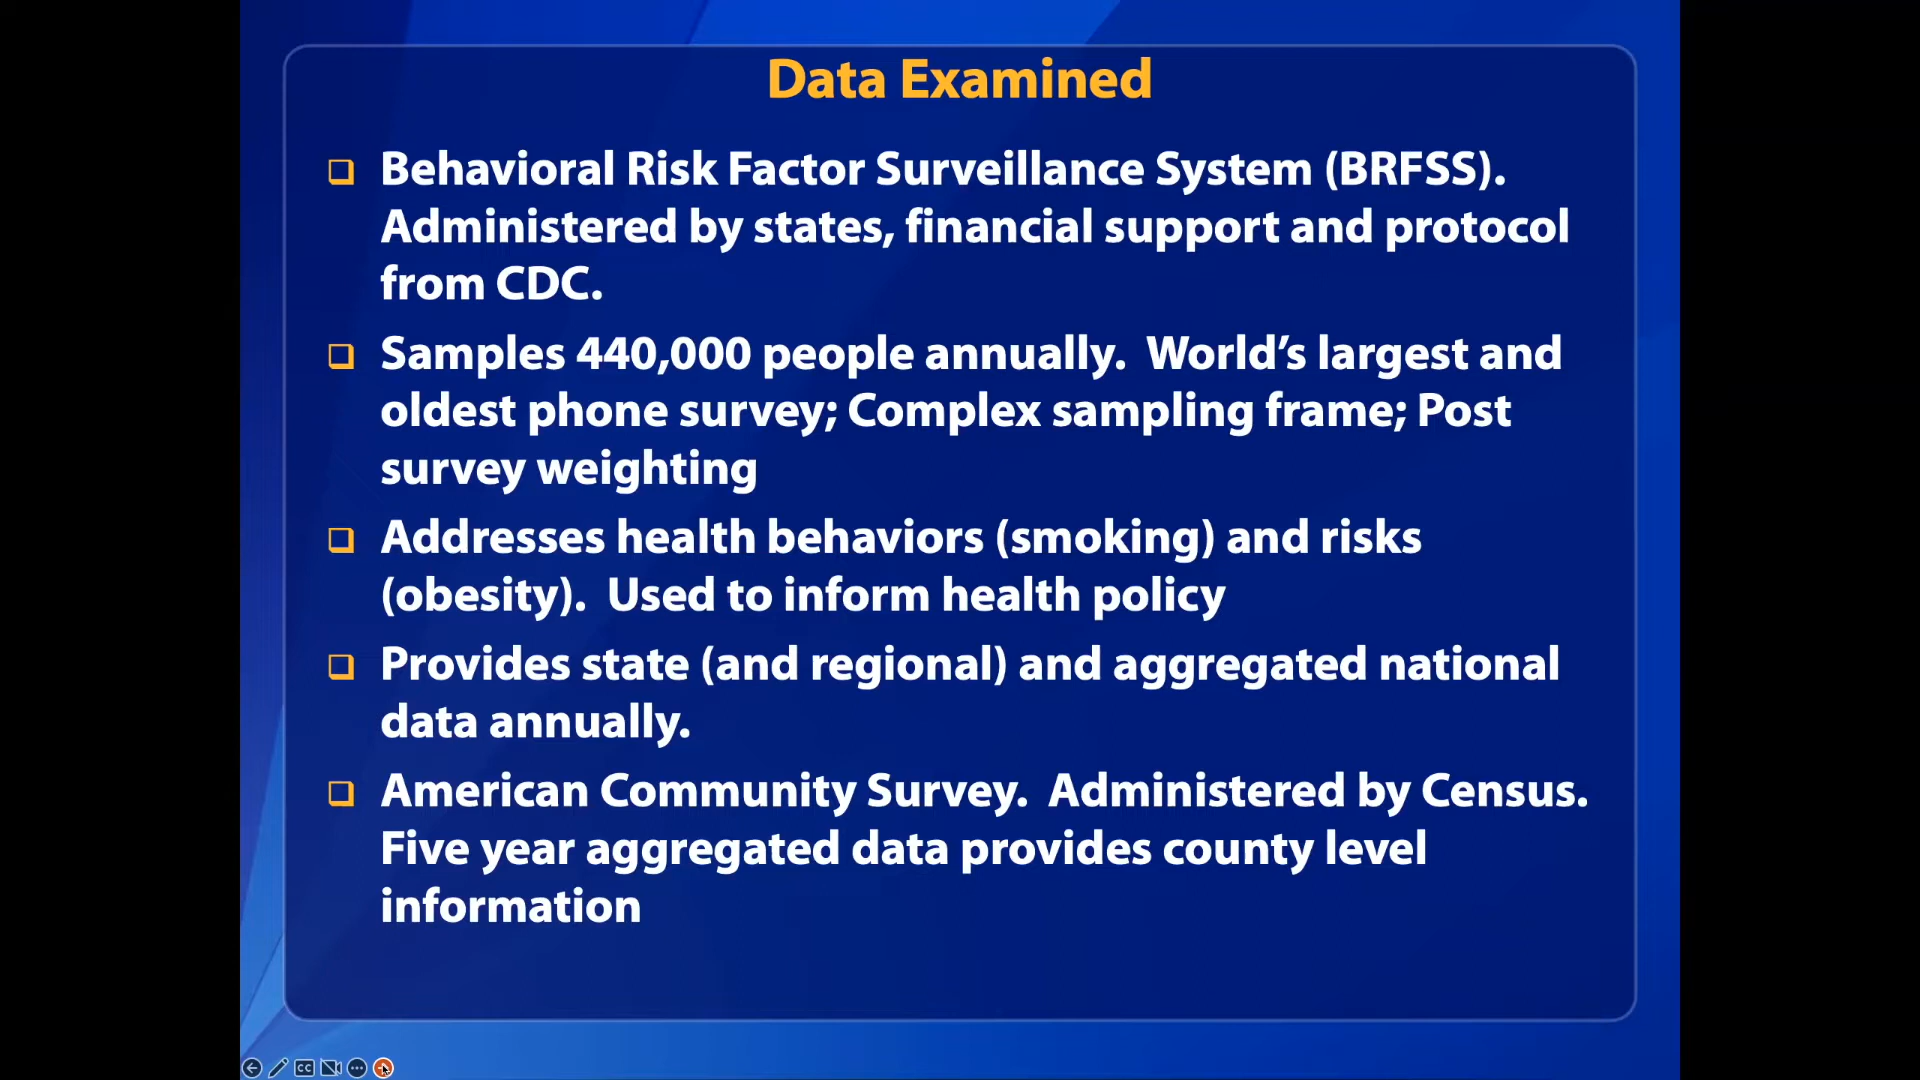 Data Examined
Behavioral Risk Factor Surveillance System (BRFSS).
Administered by states, financial support and protocol
from CDC.
Samples 440,000 people annually.  World’s largest and
oldest phone survey; Complex sampling frame; Post
survey weighting
Addresses health behaviors (smoking) and risks
(obesity).  Used to inform health policy
Provides state (and regional) and aggregated national
data annually.
American Community Survey.  Administered by Census.
Five year aggregated data provides county level
information
CC